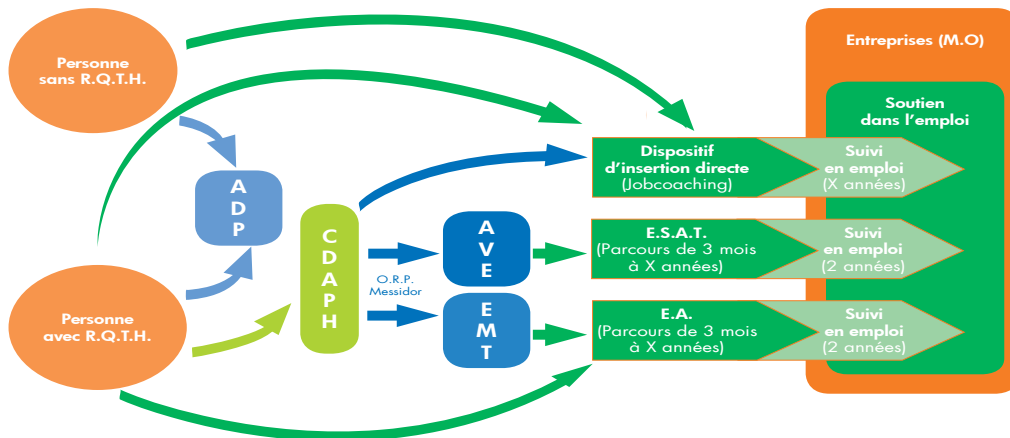 Personne
sans R.Q.T.H.
Personne
avec R.Q.T.H.
A
D
P
C
D
A
P
H
O.R.P.
Messidor
A
V
E
E
M
T
Entreprises (M.O)
Soutien
dans l'emploi
Dispositif
d'insertion directe
(Jobcoaching)
Suivi
en emploi
(X années)
E.S.A.T.
(Parcours de 3 mois
à X années)
Suivi
en emploi
(2 années)
E.A.
(Parcours de 3 mois
à X années)
Suivi
en emploi
(2 années)